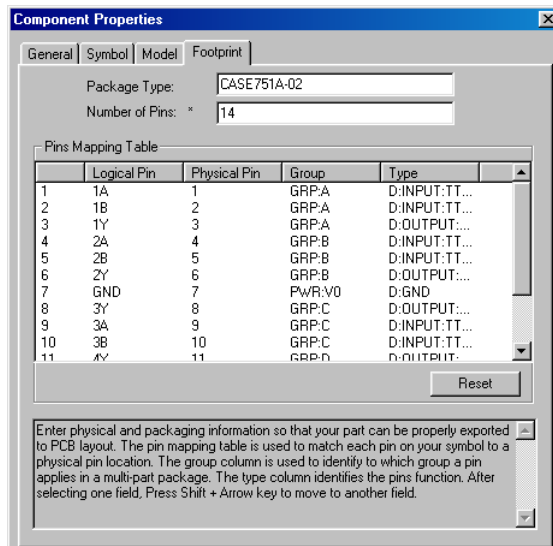 Component Properties
General Symbol Model Footprint
Package Type: CASE751A-02
Number of Pins: * 14
Pins Mapping Table
Logical Pin Physical Pin Group Type
1 1A 1 GRP:A D:INPUT:TT...
2 1B 2 GRP:A D:INPUT:TT...
3 1Y 3 GRP:A D:OUTPUT:...
4 2A 4 GRP:B D:INPUT:TT...
5 2B 5 GRP:B D:INPUT:TT...
6 2Y 6 GRP:B D:OUTPUT:...
7 GND 7 PWR:V0 D:GND
8 3Y 8 GRP:C D:OUTPUT:...
9 3A 9 GRP:C D:INPUT:TT...
10 3B 10 GRP:C D:INPUT:TT...
11 4Y 11 GRP:D D:OUTPUT:
Reset
Enter physical and packaging information so that your part can be properly exported
to PCB layout. The pin mapping table is used to match each pin on your symbol to a
physical pin location. The group column is used to identify to which group a pin
applies in a multi-part package. The type column identifies the pins function. After
selecting one field, Press Shift + Arrow key to move to another field.